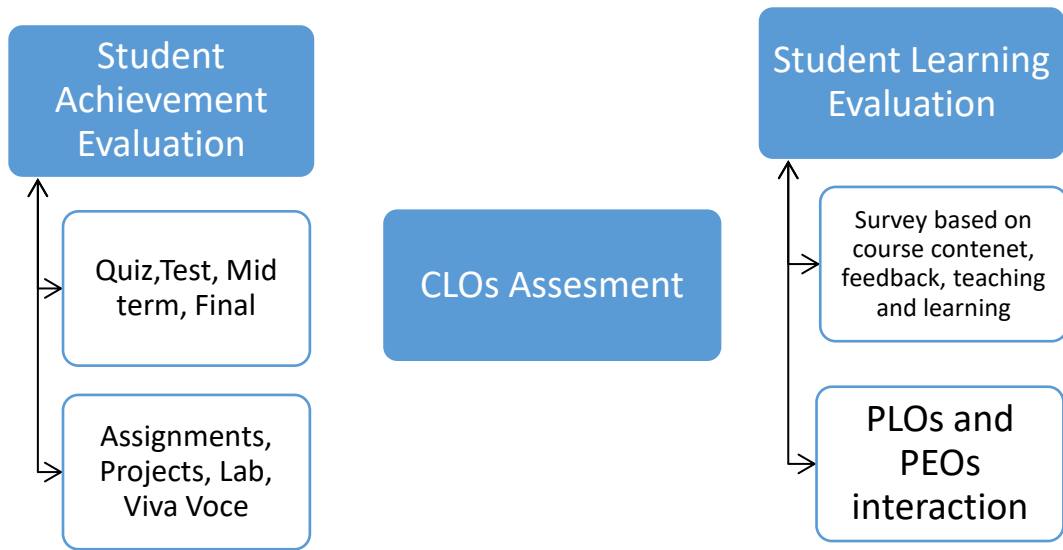 Student
Achievement
Evaluation
Quiz,Test, Mid
term, Final
Assignments,
Projects, Lab,
Viva Voce
CLOs Assesment
Student Learning
Evaluation
Survey based on
course contenet,
feedback, teaching
and learning
PLOs and
PEOs
interaction